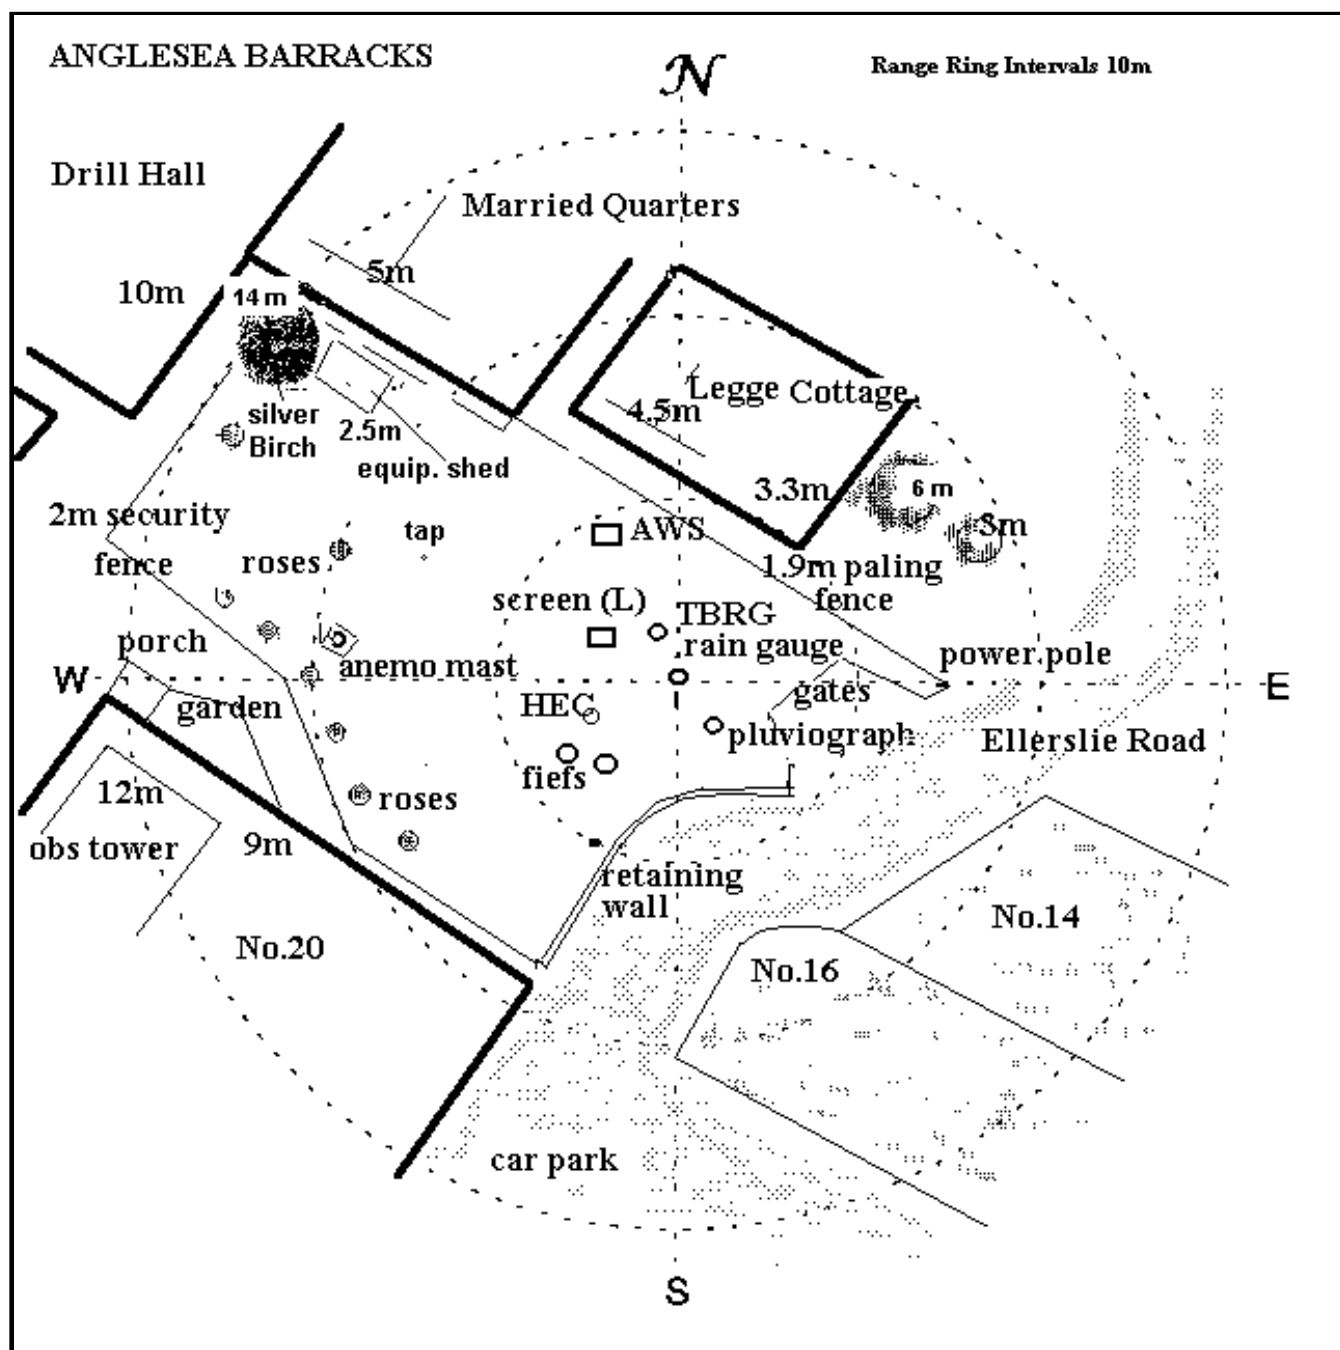 ANGLESEA BARRACKS
N
Range Ring Intervals 10m
Drill Hall
Married Quarters
5m
10m
14 m
Legge Cottage
4.5m
silver
Birch
2.5m
equip. shed
3.3m
6 m
3m
2m security
fence
tap
AWS
roses
1.9m paling
fence
screen (L)
TBRG
rain gauge
porch
anemo mast
power pole
W
E
garden
HEC
gates
pluviograph
Ellerslie Road
fiefs
12m
roses
obs tower
9m
retaining
wall
No.14
No.20
No.16
car park
S